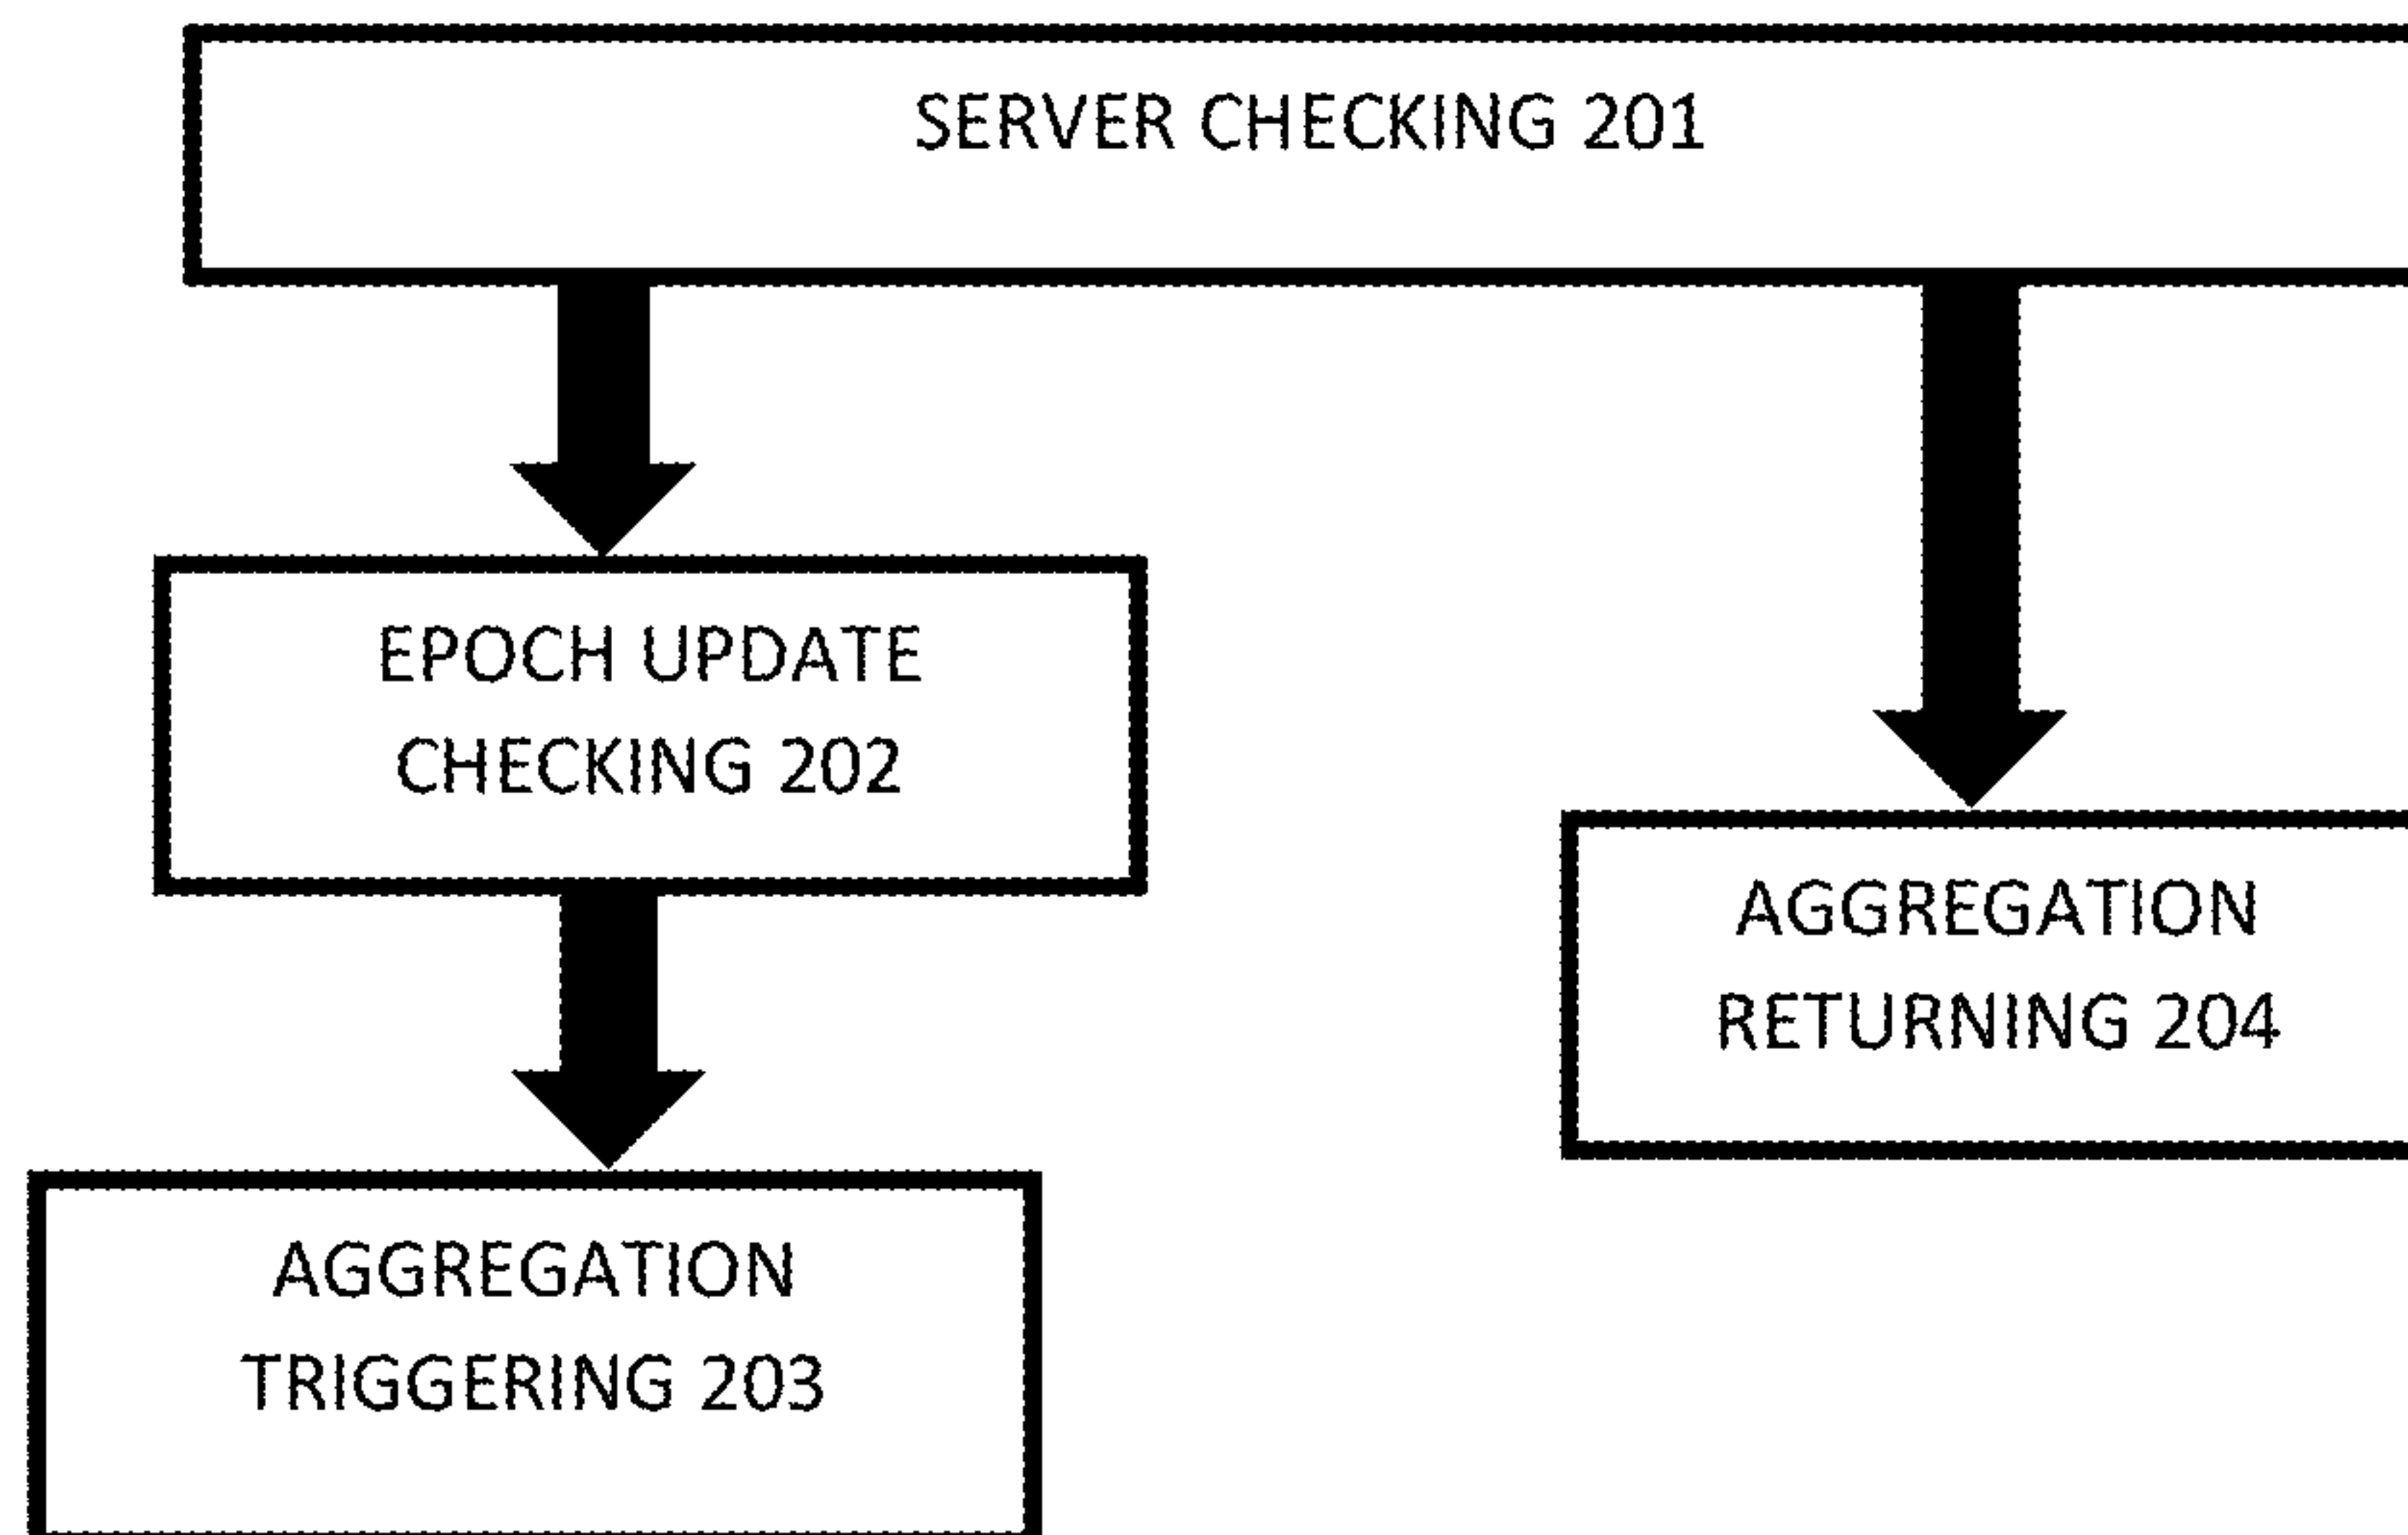 SERVER CHECKING 201
EPOCH UPDATE
CHECKING 202
AGGREGATION
RETURNING 204
AGGREGATION
TRIGGERING 203